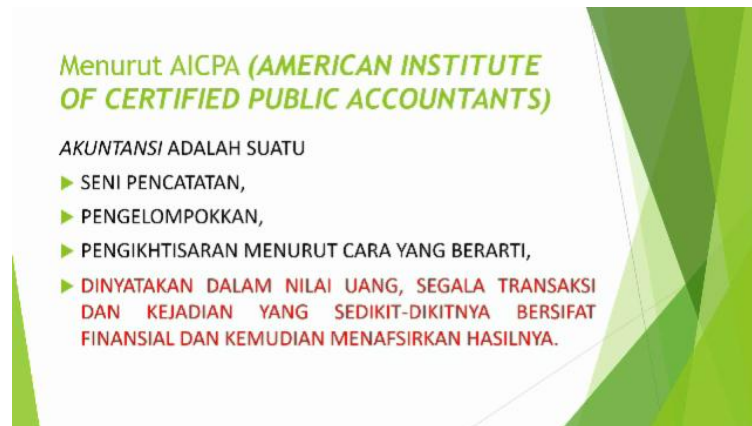 Menurut AICPA (AMERICAN INSTITUTE
OF CERTIFIED PUBLIC ACCOUNTANTS)
AKUNTANSI ADALAH SUATU
SENI PENCATATAN,
PENGELOMPOKKAN,
PENGIKHTISARAN MENURUT CARA YANG BERARTI,
DINYATAKAN DALAM NILAI UANG, SEGALA TRANSAKSI
DAN KEJADIAN YANG SEDIKIT-DIKITNYA BERSIFAT
FINANSIAL DAN KEMUDIAN MENAFSIRKAN HASILNYA.